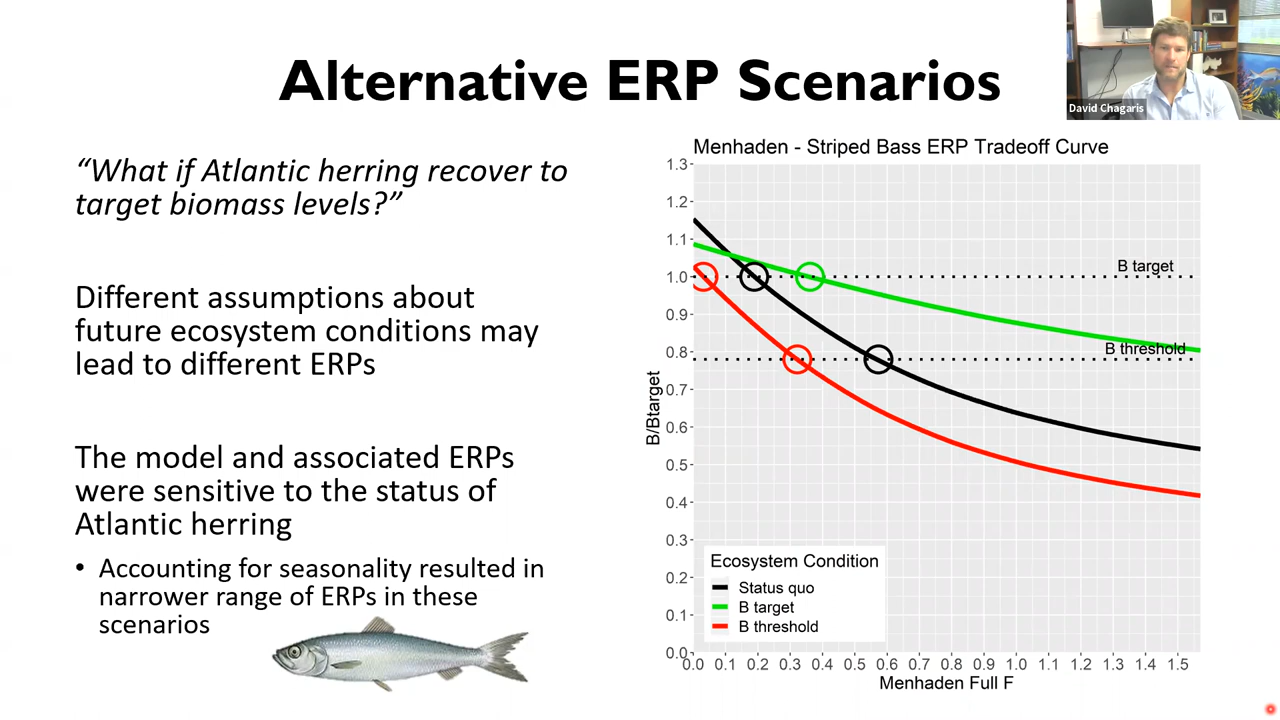 Alternative ERP Scenarios
David Chagaris
“What if Atlantic herring recover to
target biomass levels?”
Different assumptions about
future ecosystem conditions may
lead to different ERPs
The model and associated ERPs
were sensitive to the status of
Atlantic herring
• Accounting for seasonality resulted in
narrower range of ERPs in these
scenarios
Menhaden - Striped Bass ERP Tradeoff Curve
1.3
1.2
1.1
1.0
0.9
0.8
0.7
0.6
0.5
0.4
0.3
0.2
0.1
0.0
B/Btarget
B target
B threshold
Ecosystem Condition
Status quo
B target
B threshold
0.0 0.1 0.2 0.3 0.4 0.5 0.6 0.7 0.8 0.9 1.0 1.1 1.2 1.3 1.4 1.5
Menhaden Full F